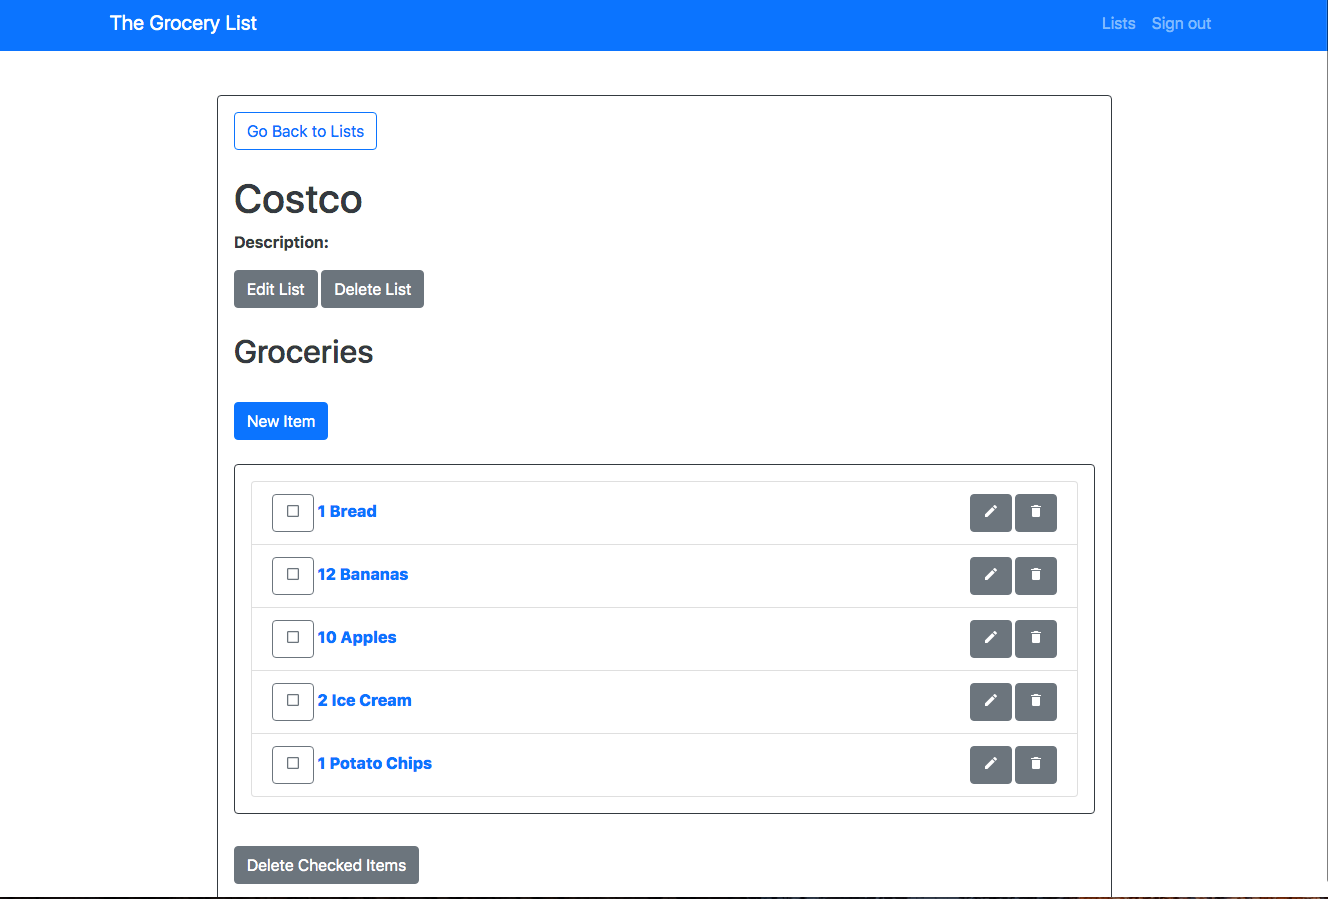 The Grocery List Lists Sign out
Go Back to Lists
Costco
Description:
Edit List Delete List
Groceries
New Item
1 Bread
12 Bananas
10 Apples
2 Ice Cream
1 Potato Chips
Delete Checked Items